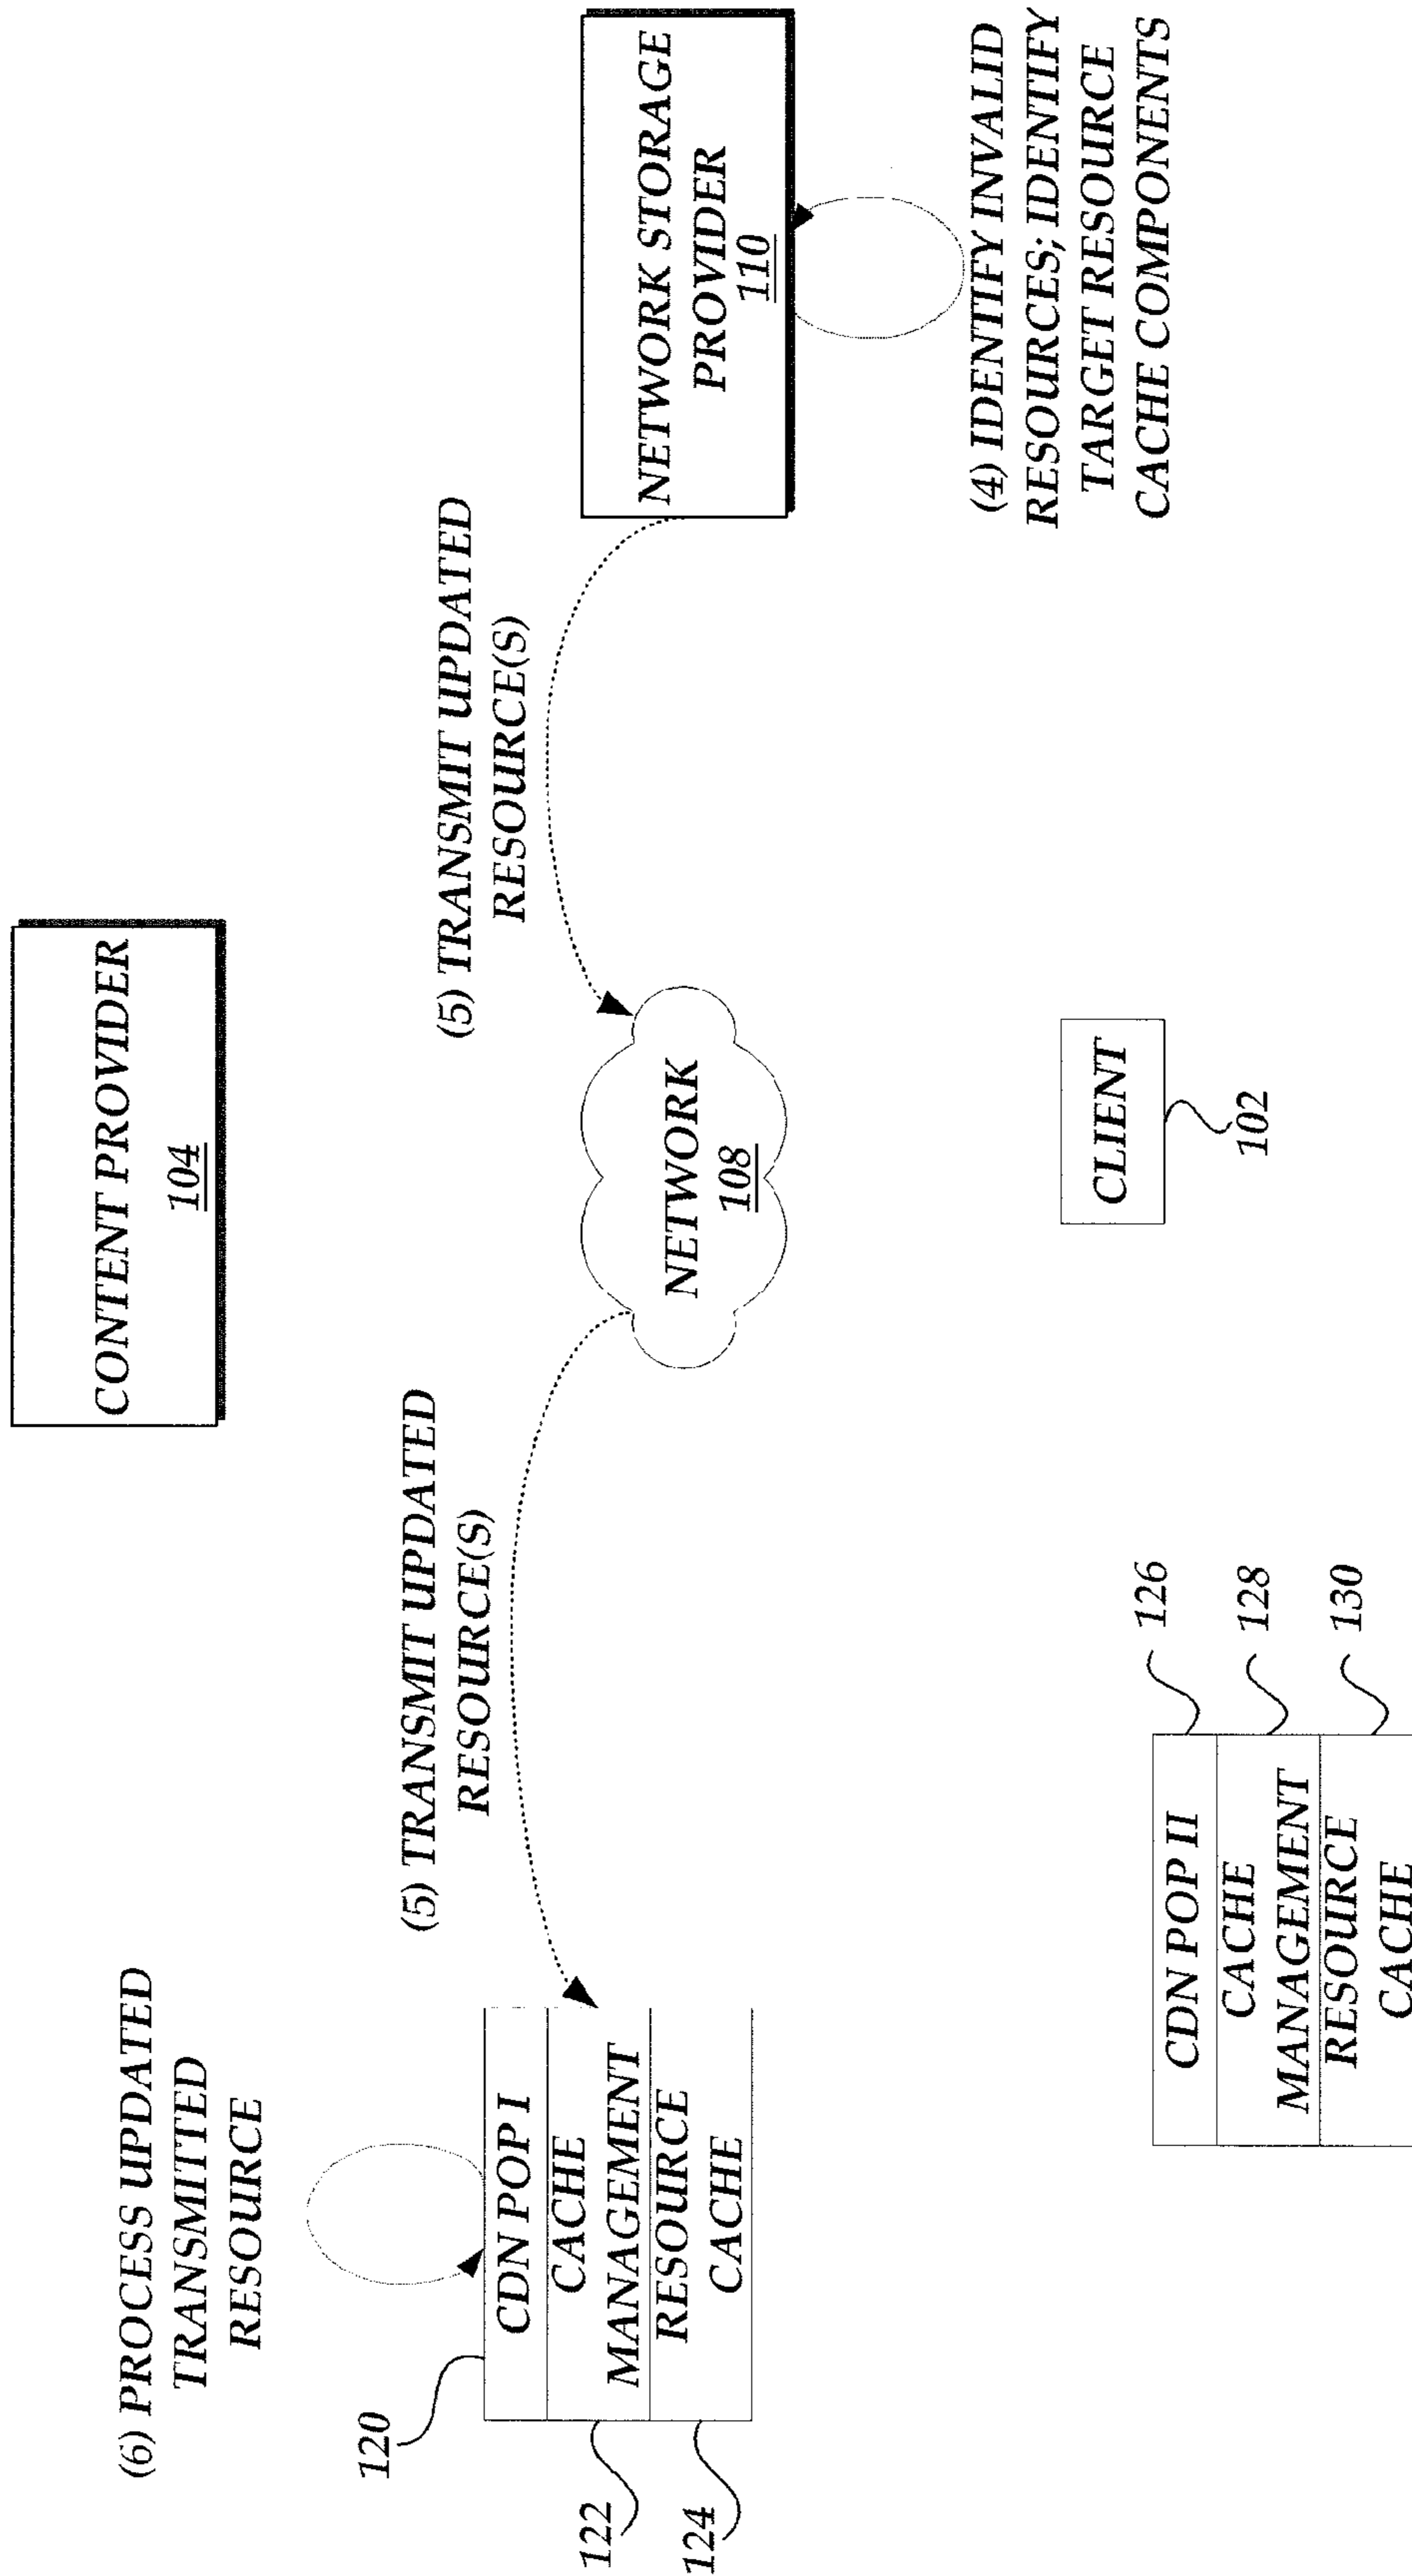 (6) PROCESS UPDATED
TRANSMITTED
RESOURCE
120
CDN POP I
CACHE
MANAGEMENT
RESOURCE
CACHE
122
124
(5) TRANSMIT UPDATED
RESOURCE(S)
CONTENT PROVIDER
104
NETWORK
108
(5) TRANSMIT UPDATED
RESOURCE(S)
NETWORK STORAGE
PROVIDER
110
(4) IDENTIFY INVALID
RESOURCES; IDENTIFY
TARGET RESOURCE
CACHE COMPONENTS
CLIENT
102
CDN POP II
CACHE
MANAGEMENT
RESOURCE
CACHE
126
128
130